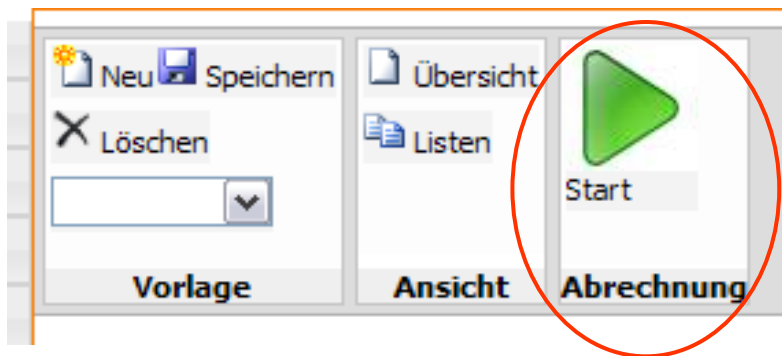 Neu Speichern
Löschen
Vorlage
Übersicht
Listen
Ansicht
Start
Abrechnung